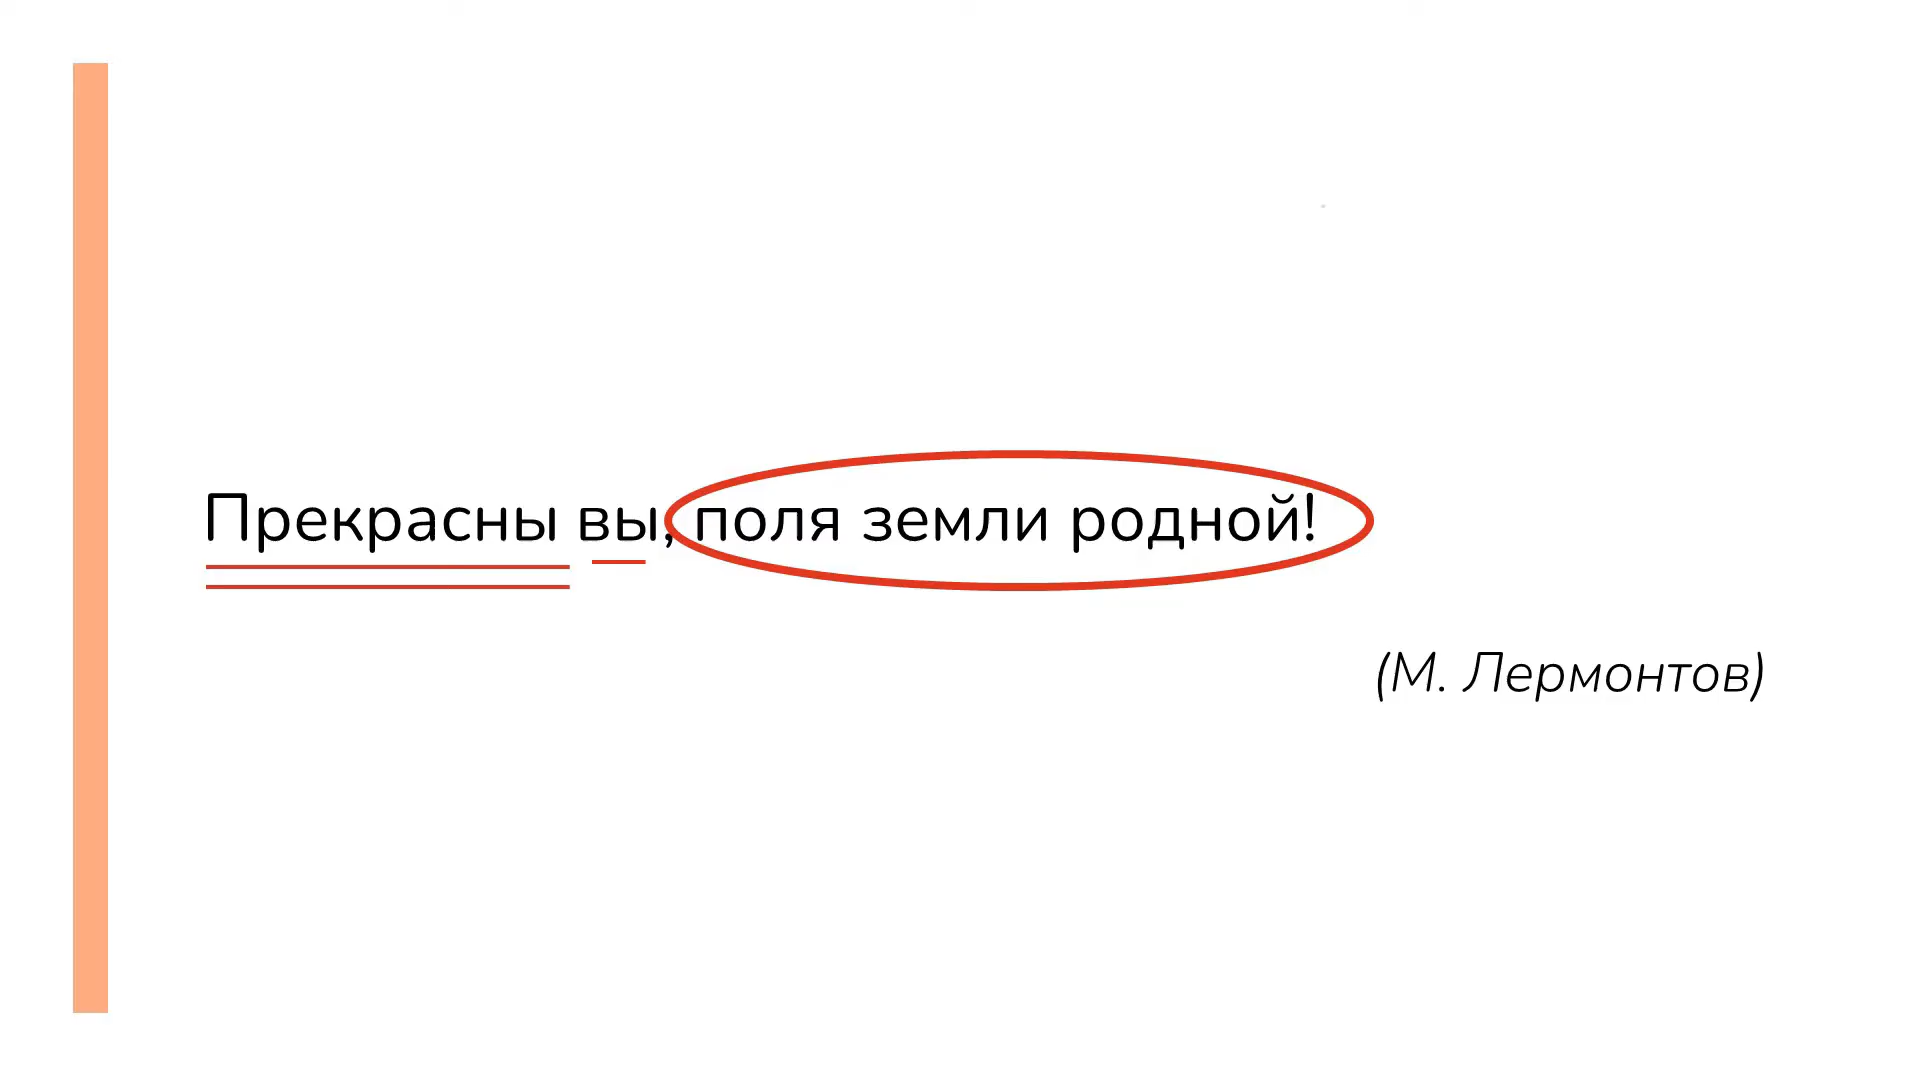 Прекрасны вы, поля земли родной!
(М. Лермонтов)